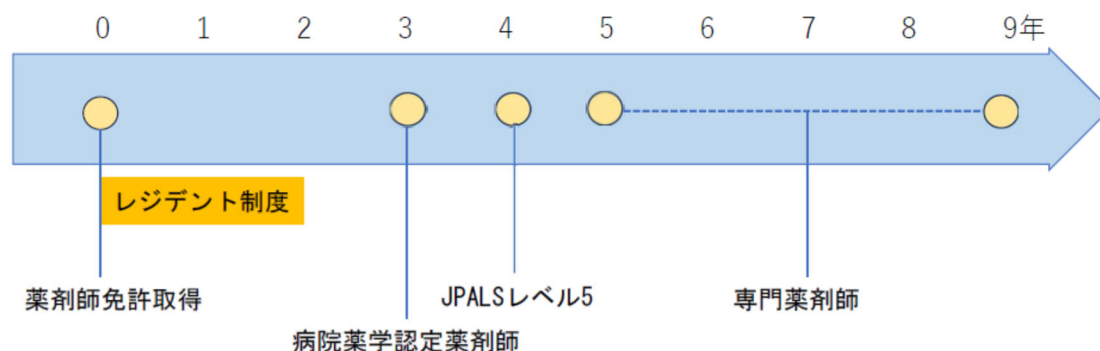 0 1 2 3 4 5 6 7 8 9年
レジデント制度
薬剤師免許取得
JPALSレベル5
専門薬剤師
病院薬学認定薬剤師